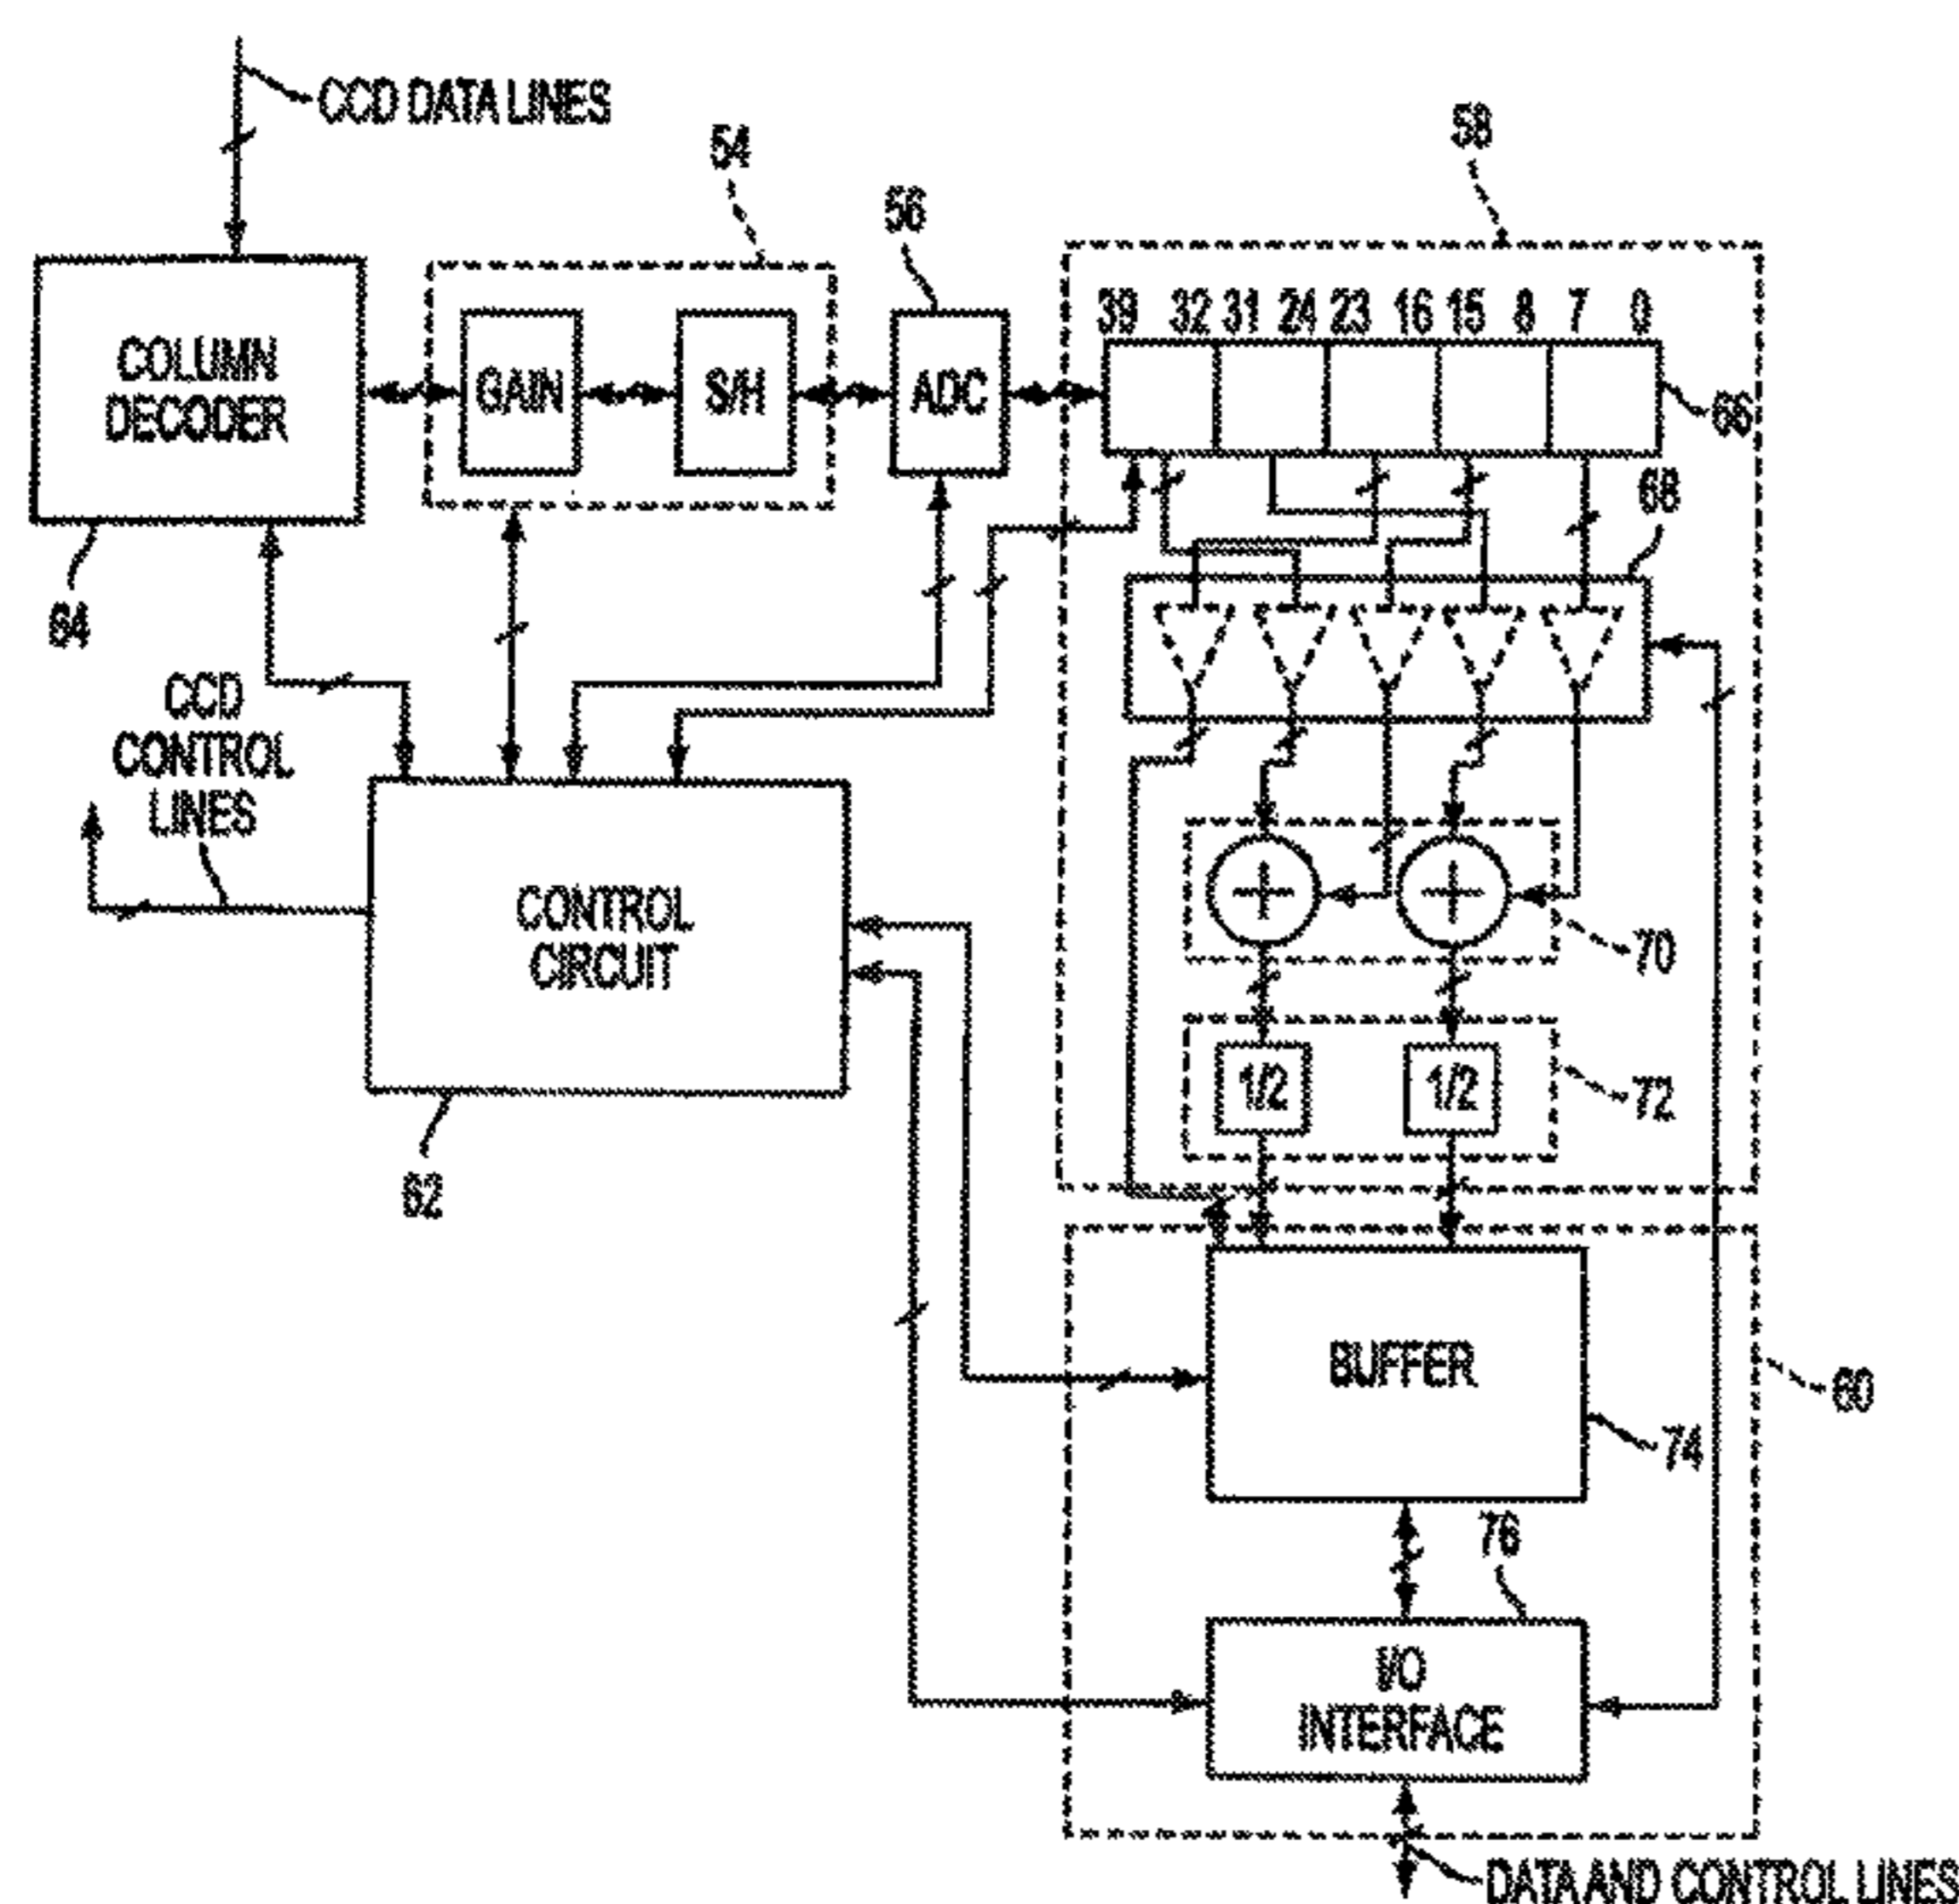 CCD DATA LINES
54
56
58
COLUMN
DECODER
GAIN
S/H
ADC
39 32 31 24 23 16 15 8 7 0
66
68
64
CCD
CONTROL
LINES
CONTROL
CIRCUIT
62
70
1/2
1/2
72
BUFFER
60
74
76
I/O
INTERFACE
DATA AND CONTROL LINES